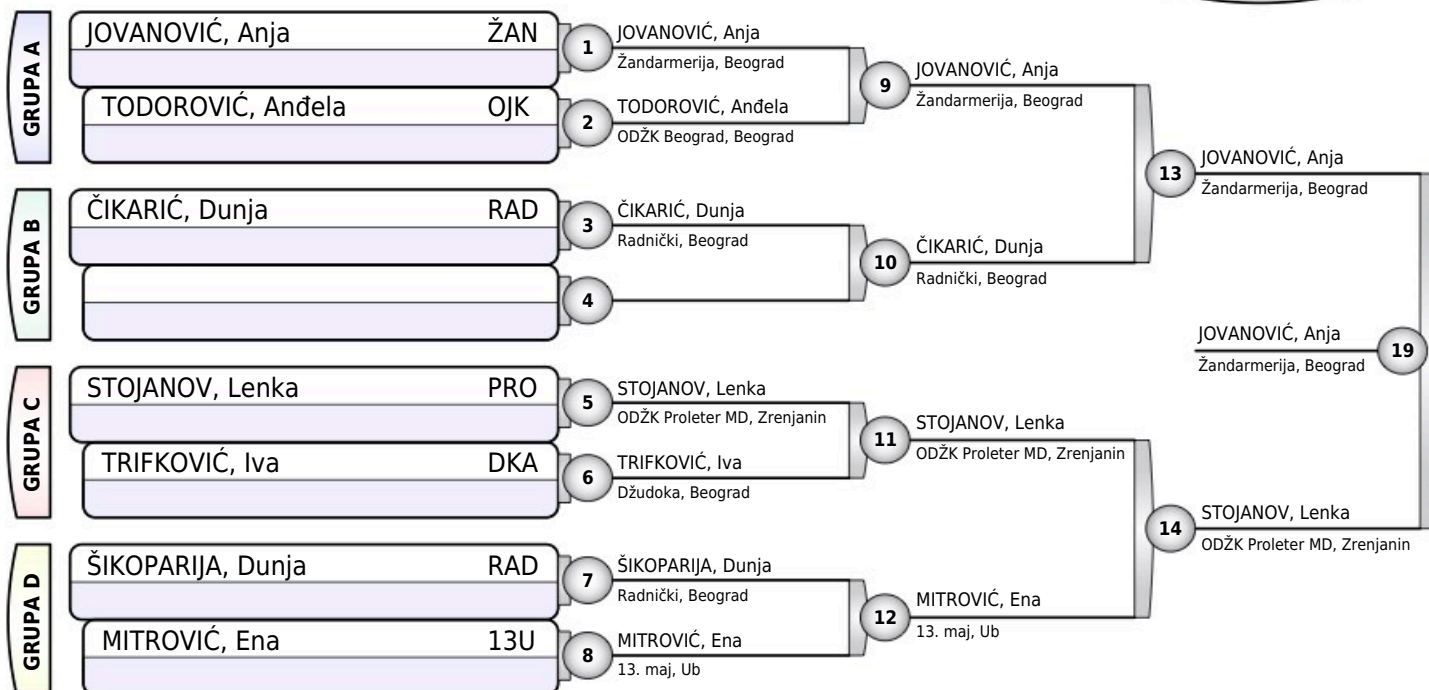 GRUPA A
JOVANOVIĆ, Anja ŽAN
TODOROVIĆ, Anđela OJK
GRUPA B
ČIKARIĆ, Dunja RAD
GRUPA C
STOJANOV, Lenka PRO
TRIFKOVIĆ, Iva DKA
GRUPA D
ŠIKOPARIJA, Dunja RAD
MITROVIĆ, Ena 13U
1
JOVANOVIĆ, Anja
Žandarmerija, Beograd
2
TODOROVIĆ, Anđela
ODŽK Beograd, Beograd
3
ČIKARIĆ, Dunja
Radnički, Beograd
4
5
STOJANOV, Lenka
ODŽK Proleter MD, Zrenjanin
6
TRIFKOVIĆ, Iva
Džudoka, Beograd
7
ŠIKOPARIJA, Dunja
Radnički, Beograd
8
MITROVIĆ, Ena
13. maj, Ub
9
JOVANOVIĆ, Anja
Žandarmerija, Beograd
10
ČIKARIĆ, Dunja
Radnički, Beograd
11
STOJANOV, Lenka
ODŽK Proleter MD, Zrenjanin
12
MITROVIĆ, Ena
13. maj, Ub
13
JOVANOVIĆ, Anja
Žandarmerija, Beograd
14
STOJANOV, Lenka
ODŽK Proleter MD, Zrenjanin
JOVANOVIĆ, Anja
Žandarmerija, Beograd
19